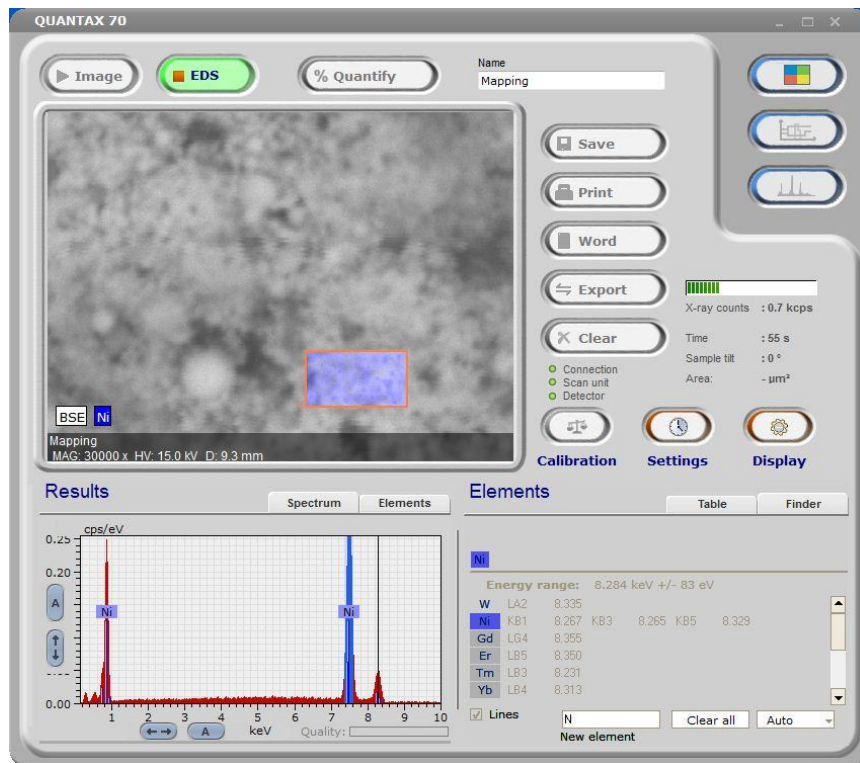 QUANTAX 70
Image
EDS
% Quantify
Name
Mapping
Save
Print
Word
Export
Clear
X-ray counts : 0.7 kcps
Time : 55 s
Sample tilt : 0 °
Area: - µm²
Connection
Scan unit
Detector
BSE Ni
Mapping
MAG: 30000 x HV: 15.0 kV D: 9.3 mm
Calibration Settings Display
Results
Spectrum Elements
cps/eV
0.25
0.20
A
Ni Ni
0.00
1 2 3 4 5 6 7 8 9 10
A keV Quality:
Elements
Table Finder
Ni
Energy range: 8.284 keV +/- 83 eV
W LA2 8.335
Ni KB1 8.267 KB3 8.265 KB5 8.329
Gd LG4 8.355
Er LB5 8.350
Tm LB3 8.231
Yb LB4 8.313
Lines N Clear all Auto
New element